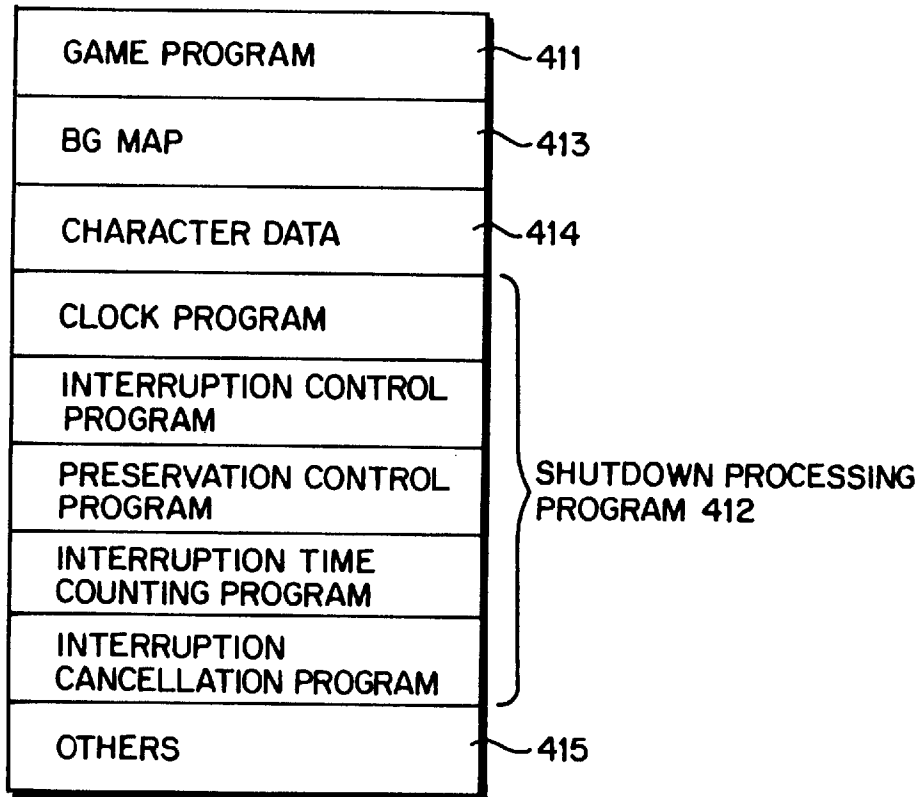 GAME PROGRAM
411
BG MAP
413
CHARACTER DATA
414
CLOCK PROGRAM
INTERRUPTION CONTROL
PROGRAM
PRESERVATION CONTROL
PROGRAM
INTERRUPTION TIME
COUNTING PROGRAM
INTERRUPTION
CANCELLATION PROGRAM
SHUTDOWN PROCESSING
PROGRAM 412
OTHERS
415